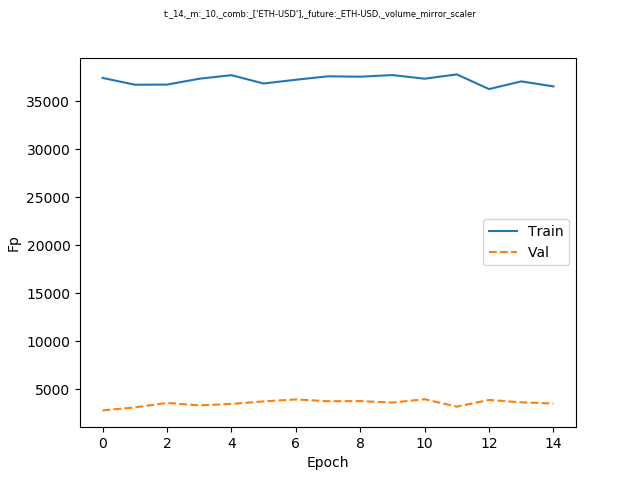 t:_14,_m:_10,_comb:_['ETH-USD'],_future:_ETH-USD,_volume_mirror_scaler
35000
30000
25000
20000
15000
10000
5000
Fp
Train
Val
0 2 4 6 8 10 12 14
Epoch